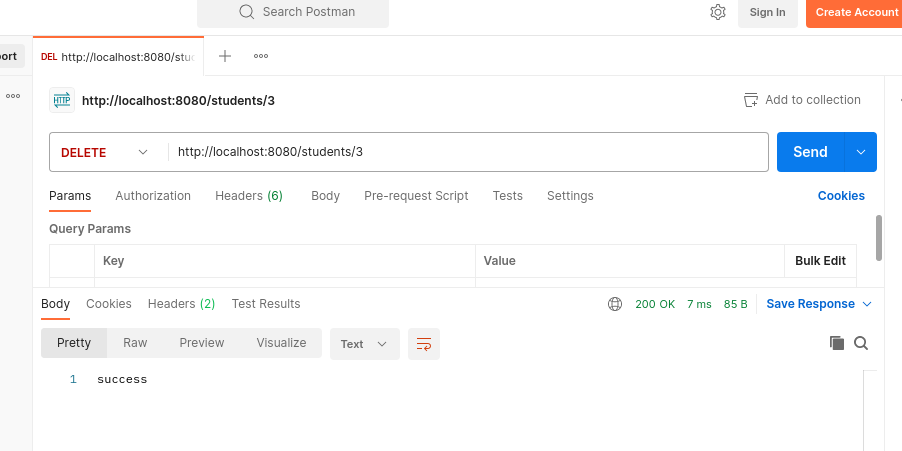 Search Postman
Sign In
Create Account
port
DEL http://localhost:8080/stu
HTTP http://localhost:8080/students/3
Add to collection
DELETE http://localhost:8080/students/3 Send
Params Authorization Headers (6) Body Pre-request Script Tests Settings Cookies
Query Params
Key Value Bulk Edit
Body Cookies Headers (2) Test Results 200 OK 7 ms 85 B Save Response
Pretty Raw Preview Visualize Text
1 success